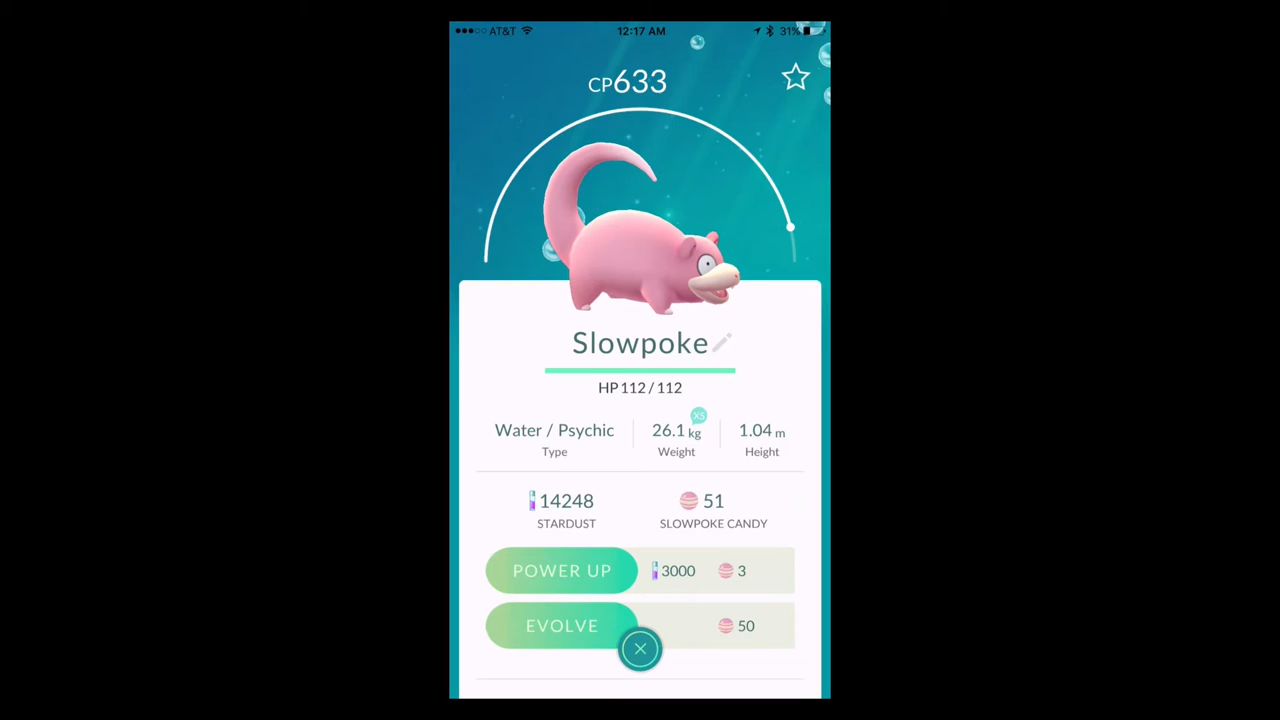 AT&T 12:17 AM 31%
CP633
Slowpoke
HP 112 / 112
XS
Water / Psychic 26.1 kg 1.04 m
Type Weight Height
14248 51
STARDUST SLOWPOKE CANDY
POWER UP 3000 3
EVOLVE 50